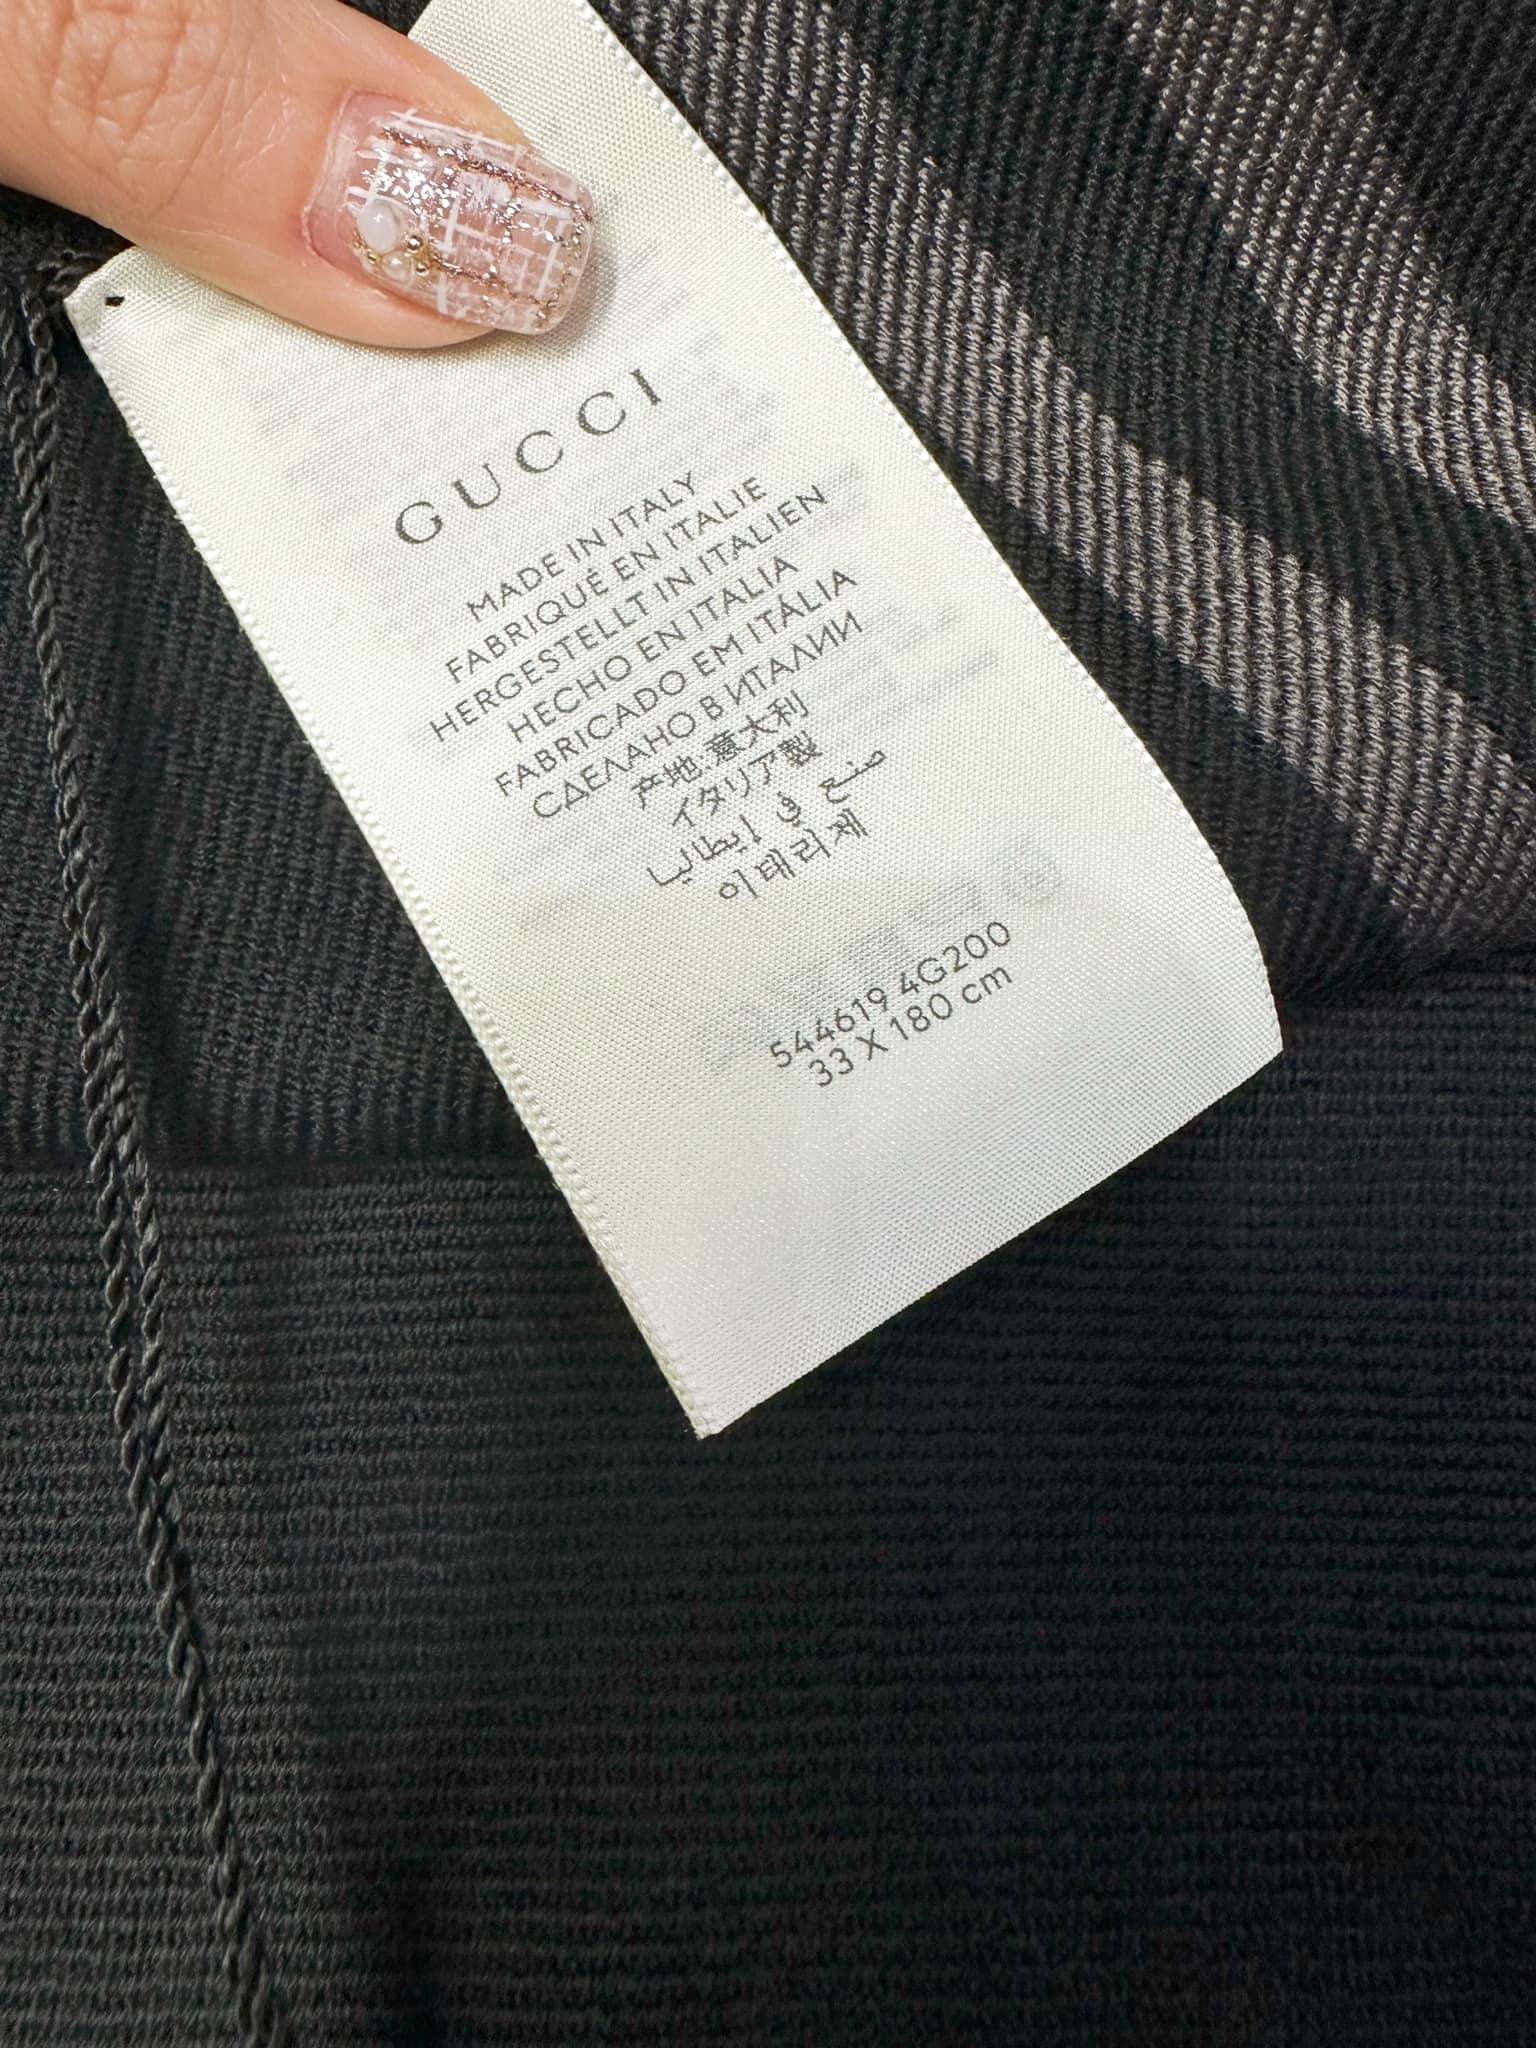 GUCCI
MADE IN ITALY
FABRIQUÉ EN ITALIE
HERGESTELLT IN ITALIEN
HECHO EN ITALIA
FABRICADO EM ITÁLIA
СДЕЛАНО В ИТАЛИИ
产地:意大利
イタリア製
صنع في إيطاليا
이태리제
544619 4G200
33 X 180 cm